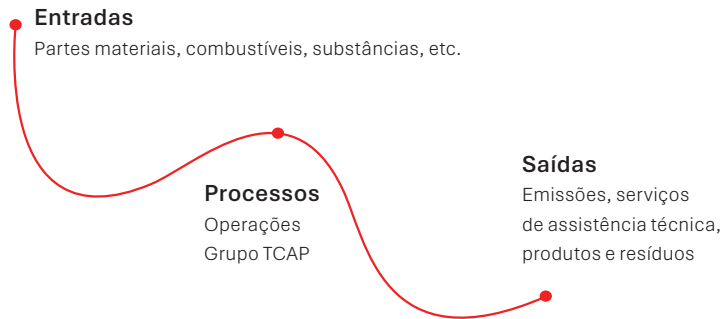 Entradas
Partes materiais, combustíveis, substâncias, etc.
Processos
Operações
Grupo TCAP
Saídas
Emissões, serviços
de assistência técnica,
produtos e resíduos